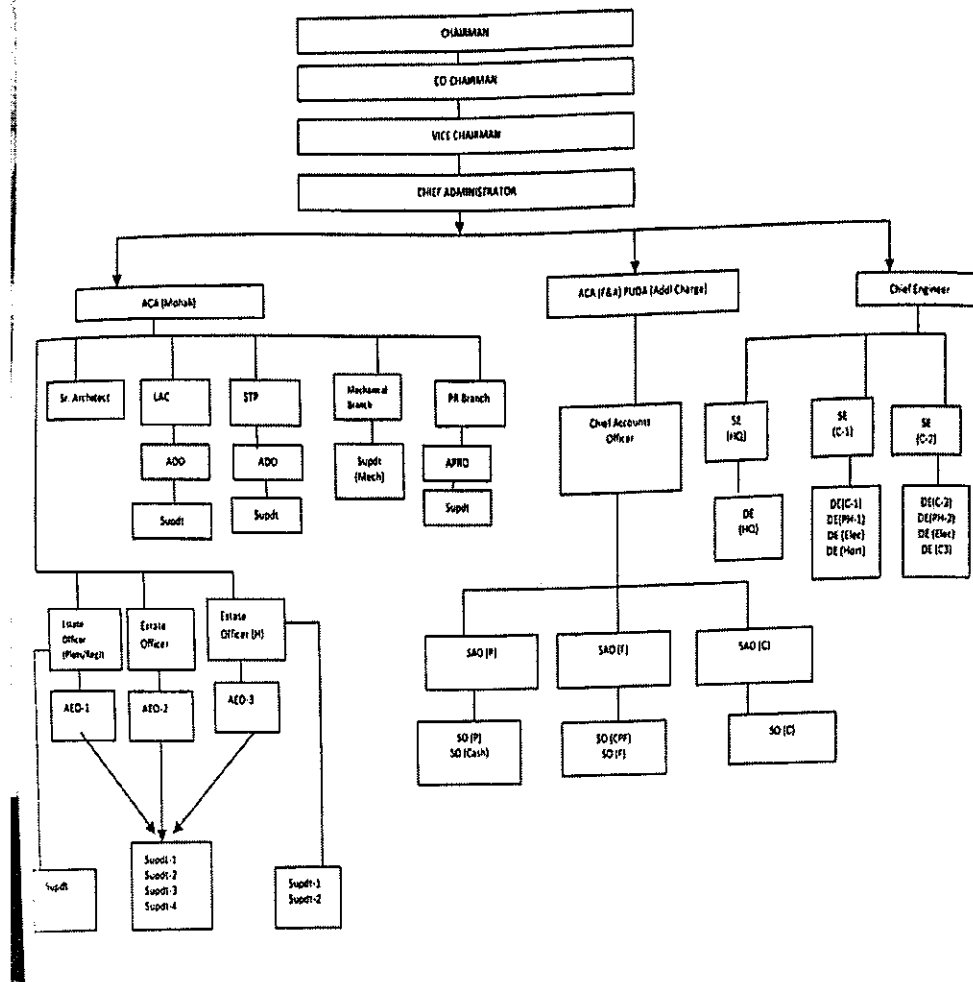 CHAIRMAN
CO CHAIRMAN
VICE CHAIRMAN
CHIEF ADMINISTRATOR
ACA (Mohali)
ACA (F&A) PUDA (Addl Charge)
Chief Engineer
Sr. Architect
LAC
STP
Mechanical
Branch
PR Branch
Chief Accounts
Officer
SE
(HQ)
SE
(C-1)
SE
(C-2)
ADO
ADO
Supdt
(Mech)
APRO
Supdt
Supdt
Supdt
DE
(HQ)
DE(C-1)
DE(PH-1)
DE (Elec)
DE (Hort)
DE(C-2)
DE(PH-2)
DE (Elec)
DE (C3)
Estate
Officer
Estate
Officer
Estate
Officer (H)
SAO (P)
SAO (F)
SAO (C)
AEO-1
AEO-2
AEO-3
SO (P)
SO (Cash)
SO (CPF)
SO (F)
SO (C)
Supdt
Supdt-1
Supdt-2
Supdt-3
Supdt-4
Supdt-1
Supdt-2